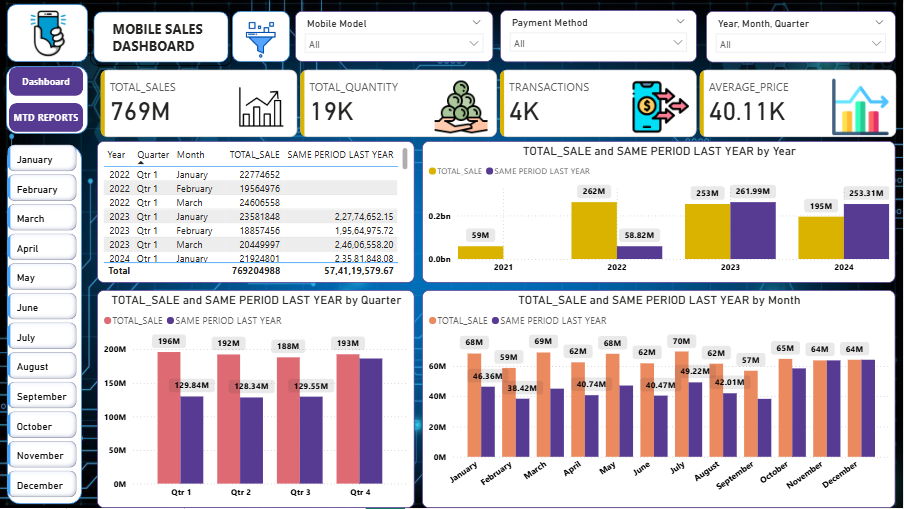 MOBILE SALES
DASHBOARD
Mobile Model
All
Payment Method
All
Year, Month, Quarter
All
Dashboard
MTD REPORTS
TOTAL_SALES
769M
TOTAL_QUANTITY
19K
TRANSACTIONS
4K
AVERAGE_PRICE
40.11K
January
February
March
April
May
June
July
August
September
October
November
December
Year Quarter Month TOTAL_SALE SAME PERIOD LAST YEAR
2022 Qtr 1 January 22774652
2022 Qtr 1 February 19564976
2022 Qtr 1 March 24606558
2023 Qtr 1 January 23581848 2,27,74,652.15
2023 Qtr 1 February 18857456 1,95,64,975.72
2023 Qtr 1 March 20449997 2,46,06,558.20
2024 Qtr 1 January 21924801 2,35,81,848.08
Total 769204988 57,41,19,579.67
TOTAL_SALE and SAME PERIOD LAST YEAR by Year
TOTAL_SALE SAME PERIOD LAST YEAR
262M 253M 261.99M 253.31M
195M
59M 58.82M
0.2bn
0.0bn
2021 2022 2023 2024
TOTAL_SALE and SAME PERIOD LAST YEAR by Quarter
TOTAL_SALE SAME PERIOD LAST YEAR
196M 192M 188M 193M
129.84M 128.34M 129.55M
200M
150M
100M
50M
0M
Qtr 1 Qtr 2 Qtr 3 Qtr 4
TOTAL_SALE and SAME PERIOD LAST YEAR by Month
TOTAL_SALE SAME PERIOD LAST YEAR
68M 59M 69M 62M 68M 62M 70M 62M 57M 65M 64M 64M
46.36M 38.42M 40.74M 40.47M 49.22M 42.01M
60M
40M
20M
0M
January February March April May June July August September October November December